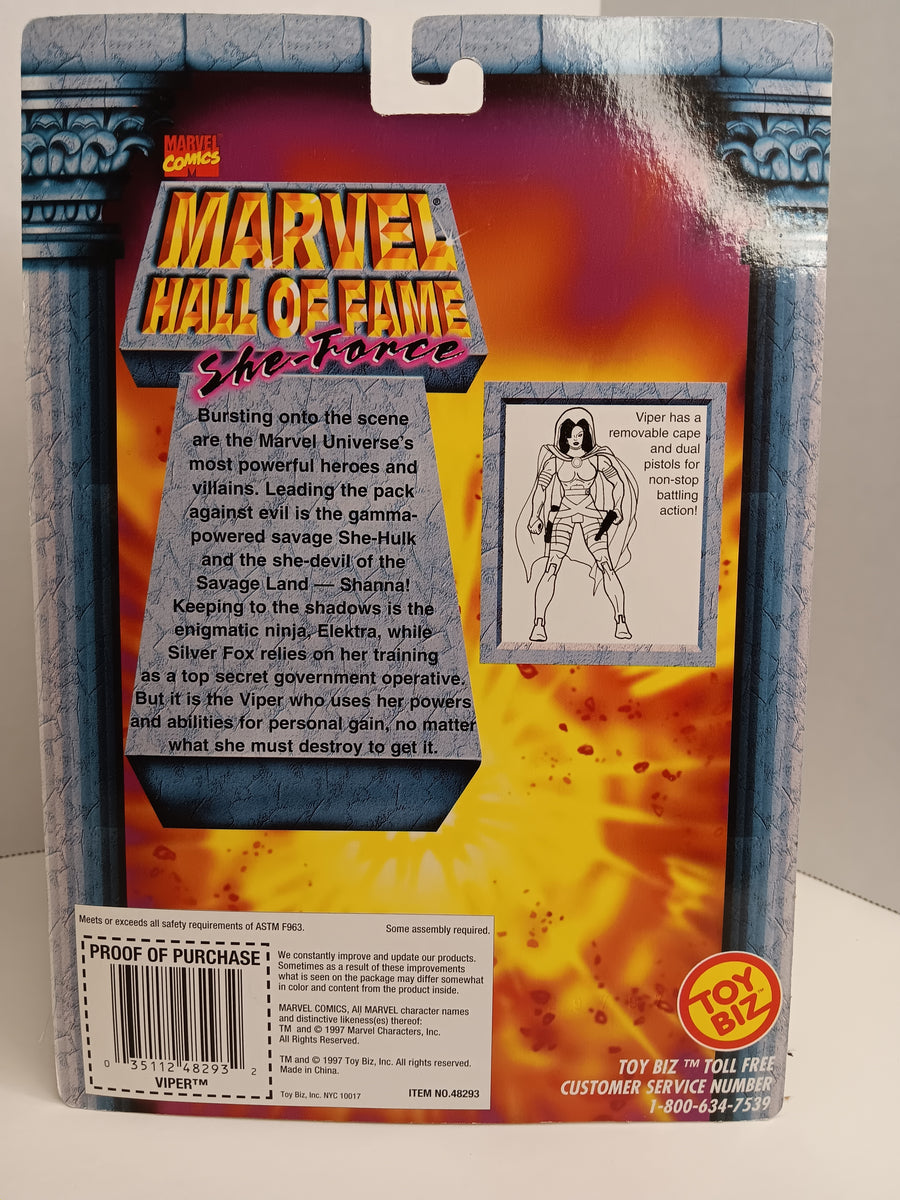 MARVEL
COMICS
MARVEL®
HALL OF FAME
She-Force
Bursting onto the scene
are the Marvel Universe's
most powerful heroes and
villains. Leading the pack
against evil is the gamma-
powered savage She-Hulk
and the she-devil of the
Savage Land — Shanna!
Keeping to the shadows is the
enigmatic ninja, Elektra, while
Silver Fox relies on her training
as a top secret government operative.
But it is the Viper who uses her powers
and abilities for personal gain, no matter
what she must destroy to get it.
Viper has a
removable cape
and dual
pistols for
non-stop
battling
action!
Meets or exceeds all safety requirements of ASTM F963.
Some assembly required.
PROOF OF PURCHASE
0 35112 48293 2
VIPER™
We constantly improve and update our products.
Sometimes as a result of these improvements
what is seen on the package may differ somewhat
in color and content from the product inside.
MARVEL COMICS, All MARVEL character names
and distinctive likeness(es) thereof:
TM and © 1997 Marvel Characters, Inc.
All Rights Reserved.
TM and © 1997 Toy Biz, Inc. All rights reserved.
Made in China.
Toy Biz, Inc. NYC 10017
ITEM NO.48293
TOY
BIZ™
TOY BIZ ™ TOLL FREE
CUSTOMER SERVICE NUMBER
1-800-634-7539